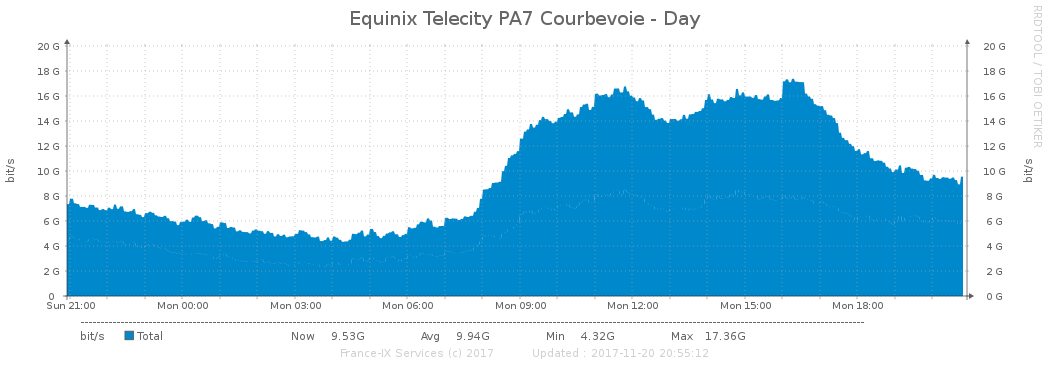 Equinix Telecity PA7 Courbevoie - Day
RRDTOOL / TOBI OETIKER
20 G 20 G
18 G 18 G
16 G 16 G
14 G 14 G
12 G 12 G
10 G 10 G
8 G 8 G
6 G 6 G
4 G 4 G
2 G 2 G
0 0 G
bit/s bit/s
Sun 21:00 Mon 00:00 Mon 03:00 Mon 06:00 Mon 09:00 Mon 12:00 Mon 15:00 Mon 18:00
bit/s Total Now 9.53G Avg 9.94G Min 4.32G Max 17.36G
France-IX Services (c) 2017 Updated : 2017-11-20 20:55:12